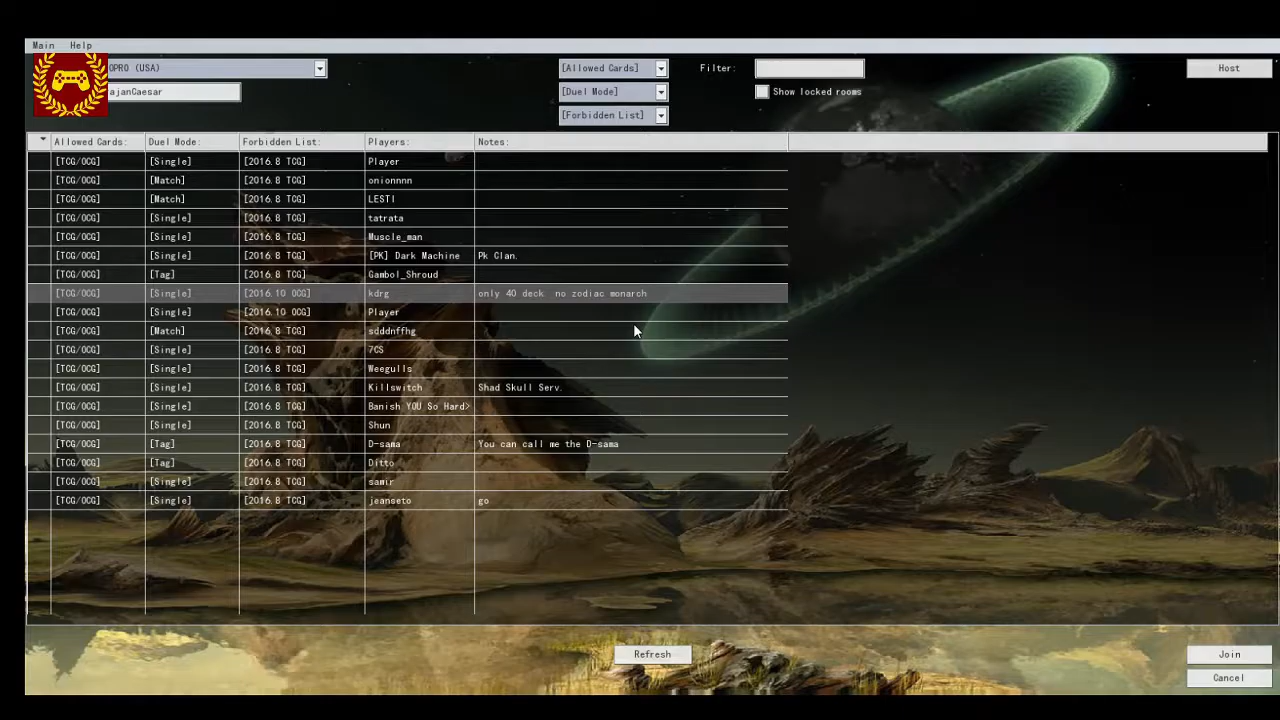 Main Help
OPRO (USA) [Allowed Cards] Filter: Host
ajanCaesar [Duel Mode] Show locked rooms
[Forbidden List]
Allowed Cards: Duel Mode: Forbidden List: Players: Notes:
[TCG/OCG] [Single] [2016.8 TCG] Player
[TCG/OCG] [Match] [2016.8 TCG] onionnnn
[TCG/OCG] [Match] [2016.8 TCG] LESTI
[TCG/OCG] [Single] [2016.8 TCG] tatrata
[TCG/OCG] [Single] [2016.8 TCG] Muscle_man
[TCG/OCG] [Single] [2016.8 TCG] [PK] Dark Machine Pk Clan.
[TCG/OCG] [Tag] [2016.8 TCG] Gambol_Shroud
[TCG/OCG] [Single] [2016.10 OCG] kdrg only 40 deck no zodiac monarch
[TCG/OCG] [Single] [2016.10 OCG] Player
[TCG/OCG] [Match] [2016.8 TCG] sdddnffhg
[TCG/OCG] [Single] [2016.8 TCG] 7CS
[TCG/OCG] [Single] [2016.8 TCG] Weegulls
[TCG/OCG] [Single] [2016.8 TCG] Killswitch Shad Skull Serv.
[TCG/OCG] [Single] [2016.8 TCG] Banish YOU So Hard>
[TCG/OCG] [Single] [2016.8 TCG] Shun
[TCG/OCG] [Tag] [2016.8 TCG] D-sama You can call me the D-sama
[TCG/OCG] [Tag] [2016.8 TCG] Ditto
[TCG/OCG] [Single] [2016.8 TCG] samir
[TCG/OCG] [Single] [2016.8 TCG] jeanseto go
Refresh Join
Cancel